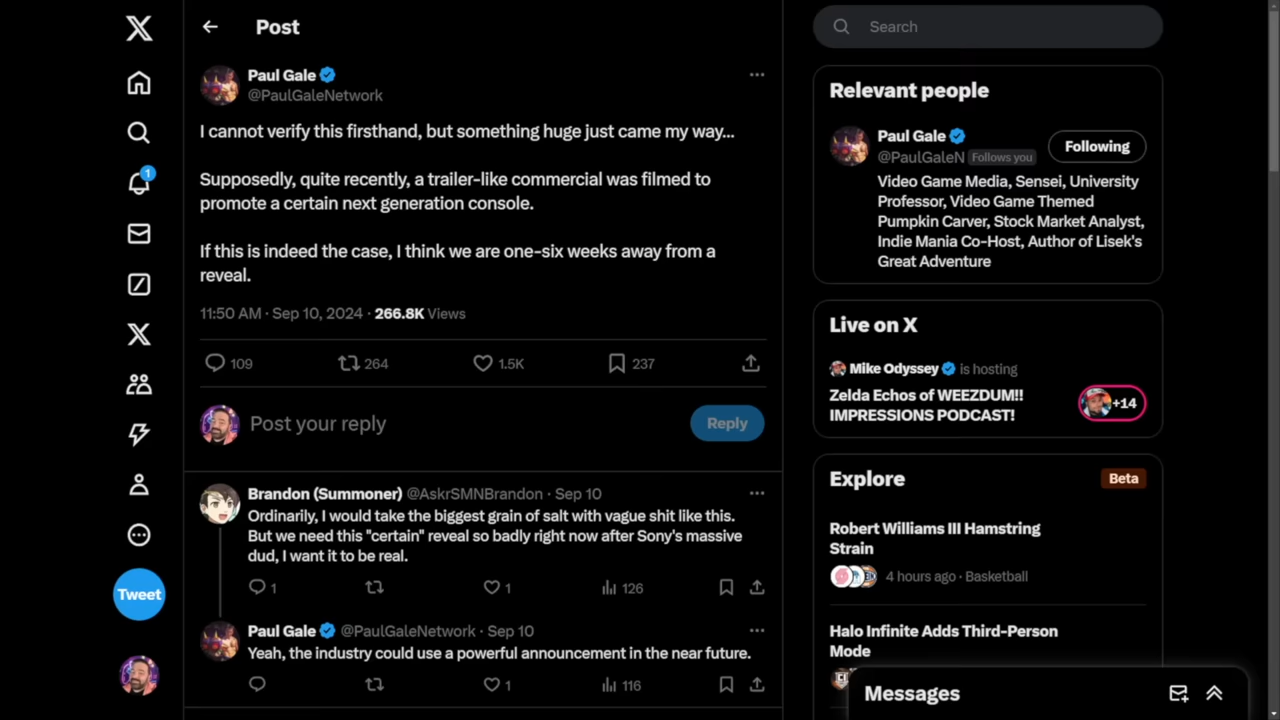 Post
Paul Gale
@PaulGaleNetwork
I cannot verify this firsthand, but something huge just came my way...
Supposedly, quite recently, a trailer-like commercial was filmed to
promote a certain next generation console.
If this is indeed the case, I think we are one-six weeks away from a
reveal.
11:50 AM · Sep 10, 2024 · 266.8K Views
109 264 1.5K 237
Post your reply
Reply
Brandon (Summoner) @AskrSMNBrandon · Sep 10
Ordinarily, I would take the biggest grain of salt with vague shit like this.
But we need this "certain" reveal so badly right now after Sony's massive
dud, I want it to be real.
1 1 126
Paul Gale @PaulGaleNetwork · Sep 10
Yeah, the industry could use a powerful announcement in the near future.
1 116
1
Tweet
Search
Relevant people
Paul Gale
@PaulGaleN Follows you
Following
Video Game Media, Sensei, University
Professor, Video Game Themed
Pumpkin Carver, Stock Market Analyst,
Indie Mania Co-Host, Author of Lisek's
Great Adventure
Live on X
Mike Odyssey is hosting
Zelda Echos of WEEZDUM!!
IMPRESSIONS PODCAST!
+14
Explore
Beta
Robert Williams III Hamstring
Strain
4 hours ago · Basketball
Halo Infinite Adds Third-Person
Mode
Messages